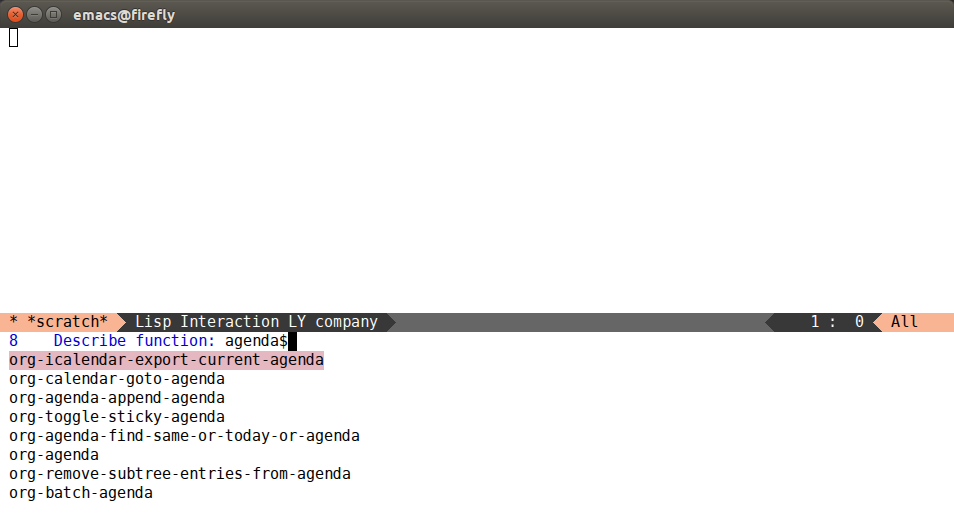 emacs@firefly
* *scratch* Lisp Interaction LY company 1 : 0 All
8 Describe function: agenda$
org-icalendar-export-current-agenda
org-calendar-goto-agenda
org-agenda-append-agenda
org-toggle-sticky-agenda
org-agenda-find-same-or-today-or-agenda
org-agenda
org-remove-subtree-entries-from-agenda
org-batch-agenda